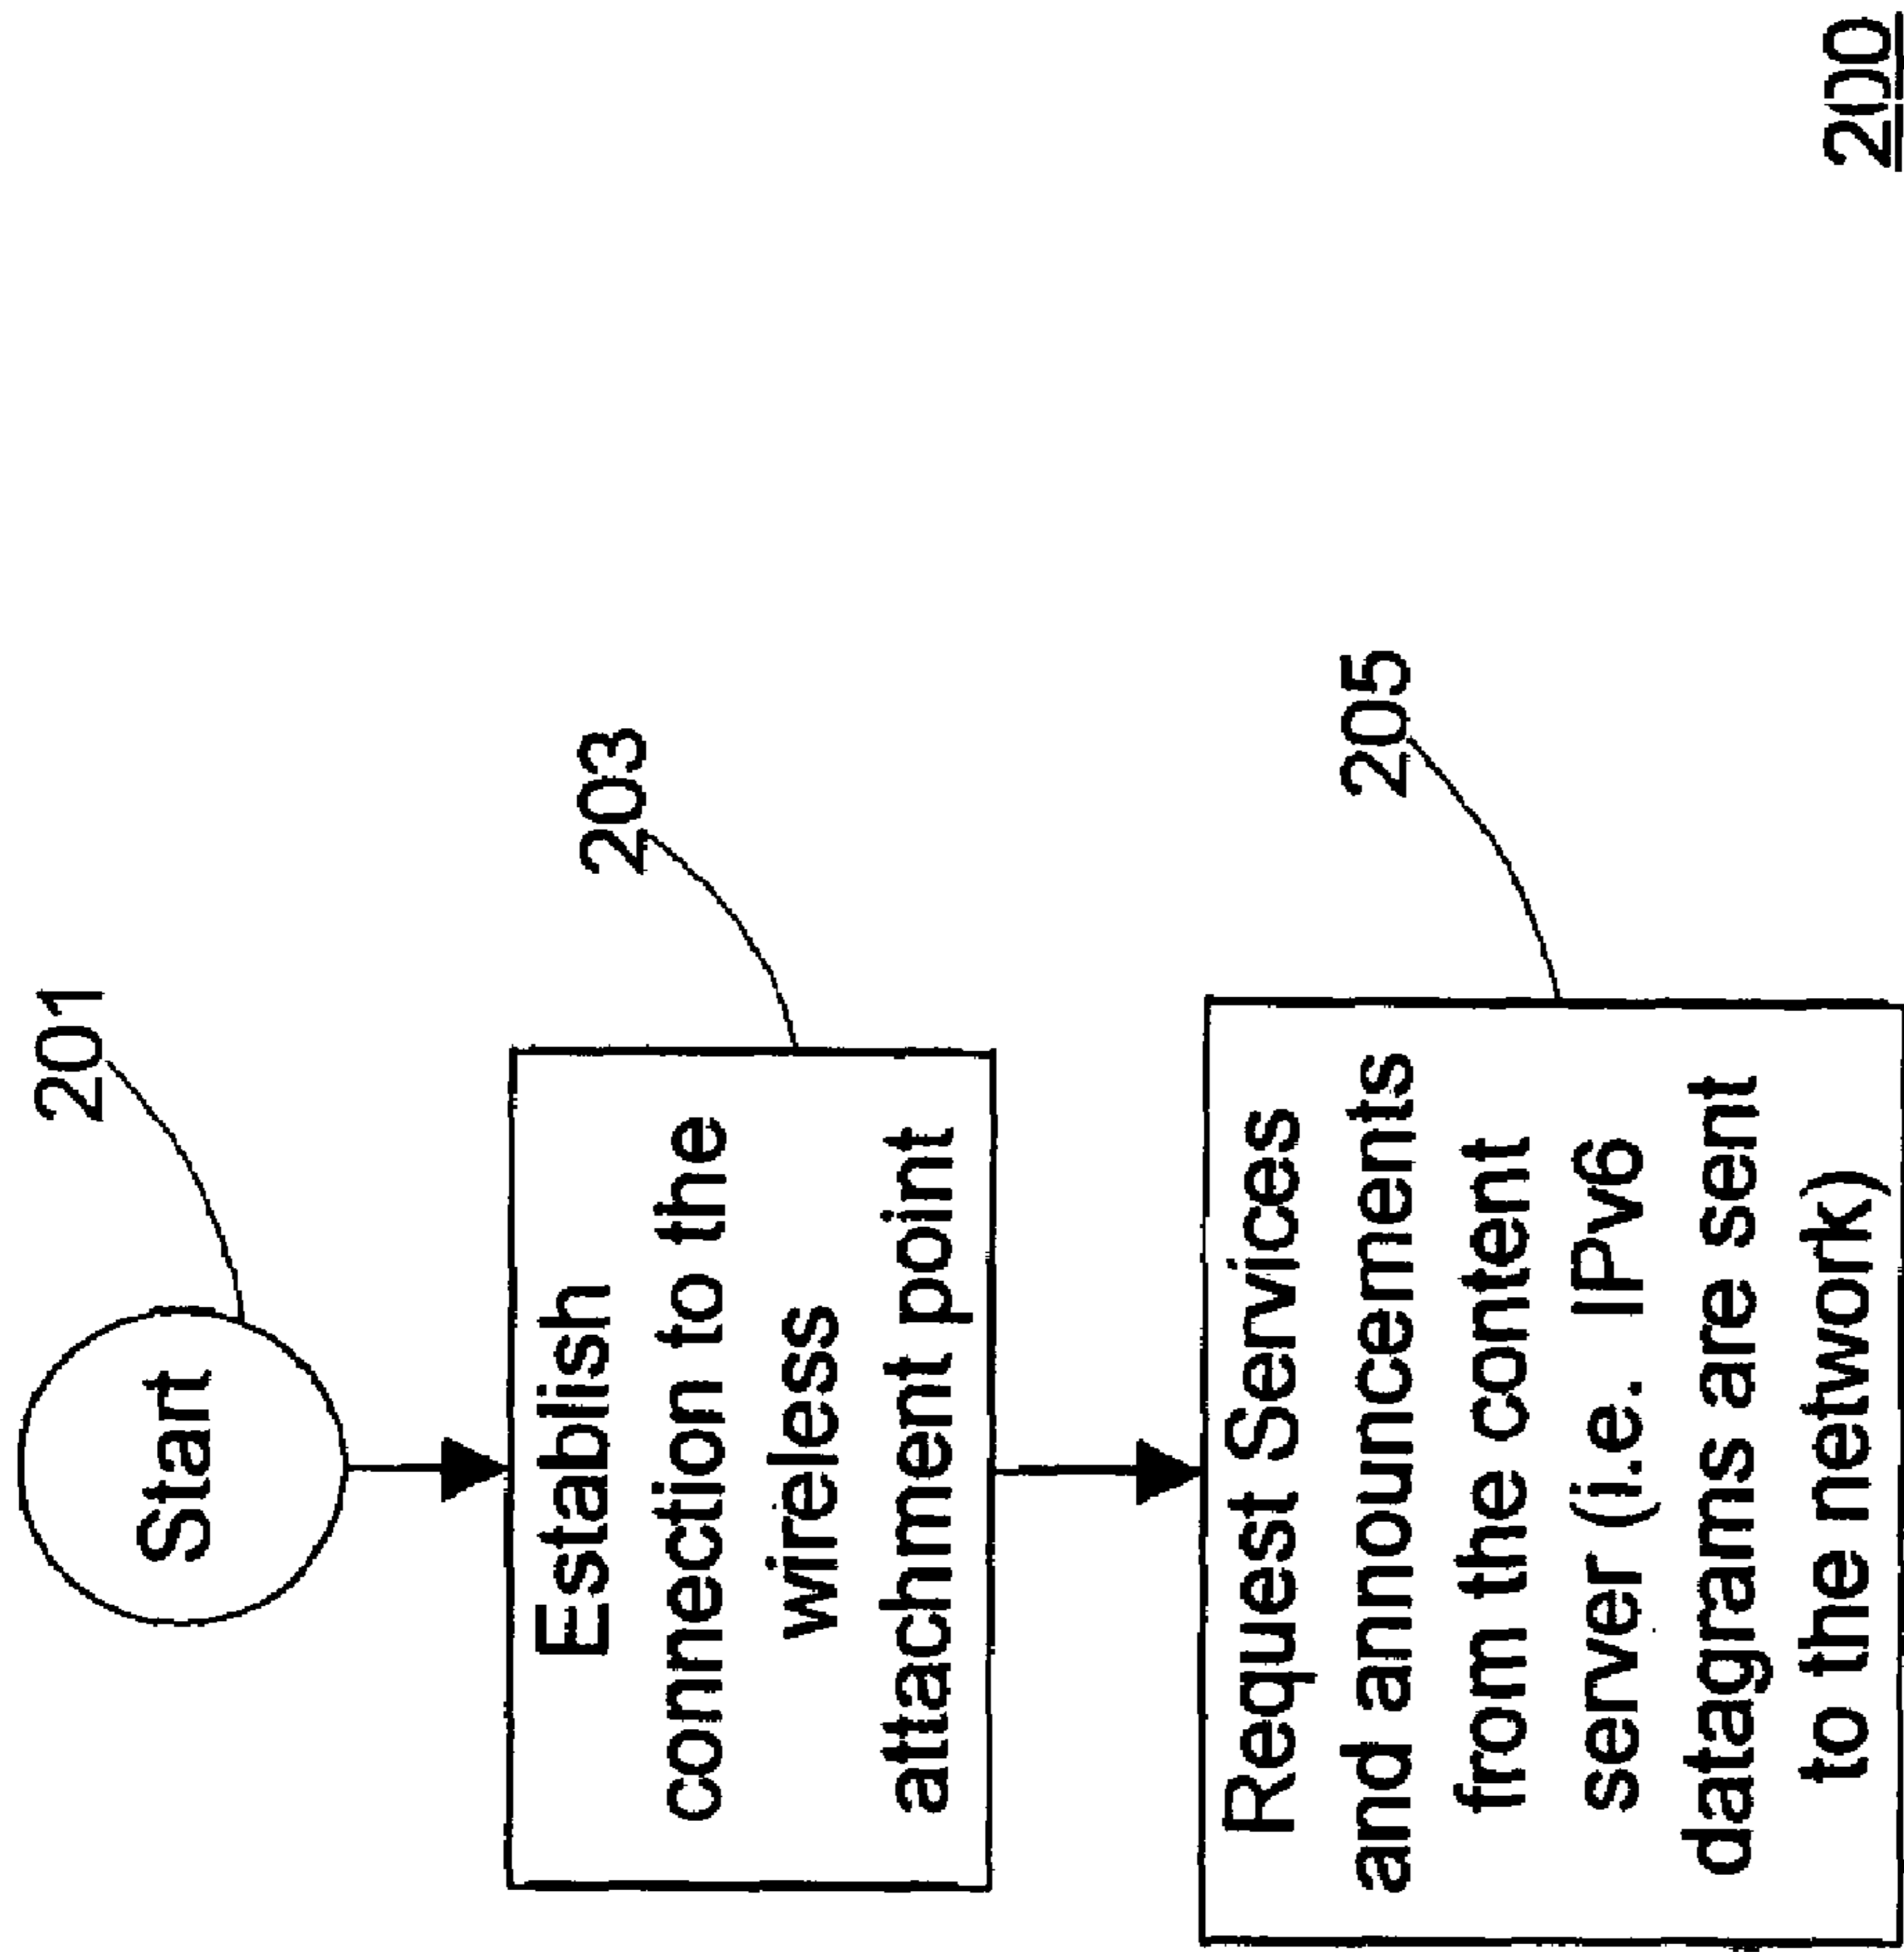 Start
201
Establish
connection to the
wireless
attachment point
203
Request Services
and announcements
from the content
server (i.e. IPv6
datagrams are sent
to the network)
205
200